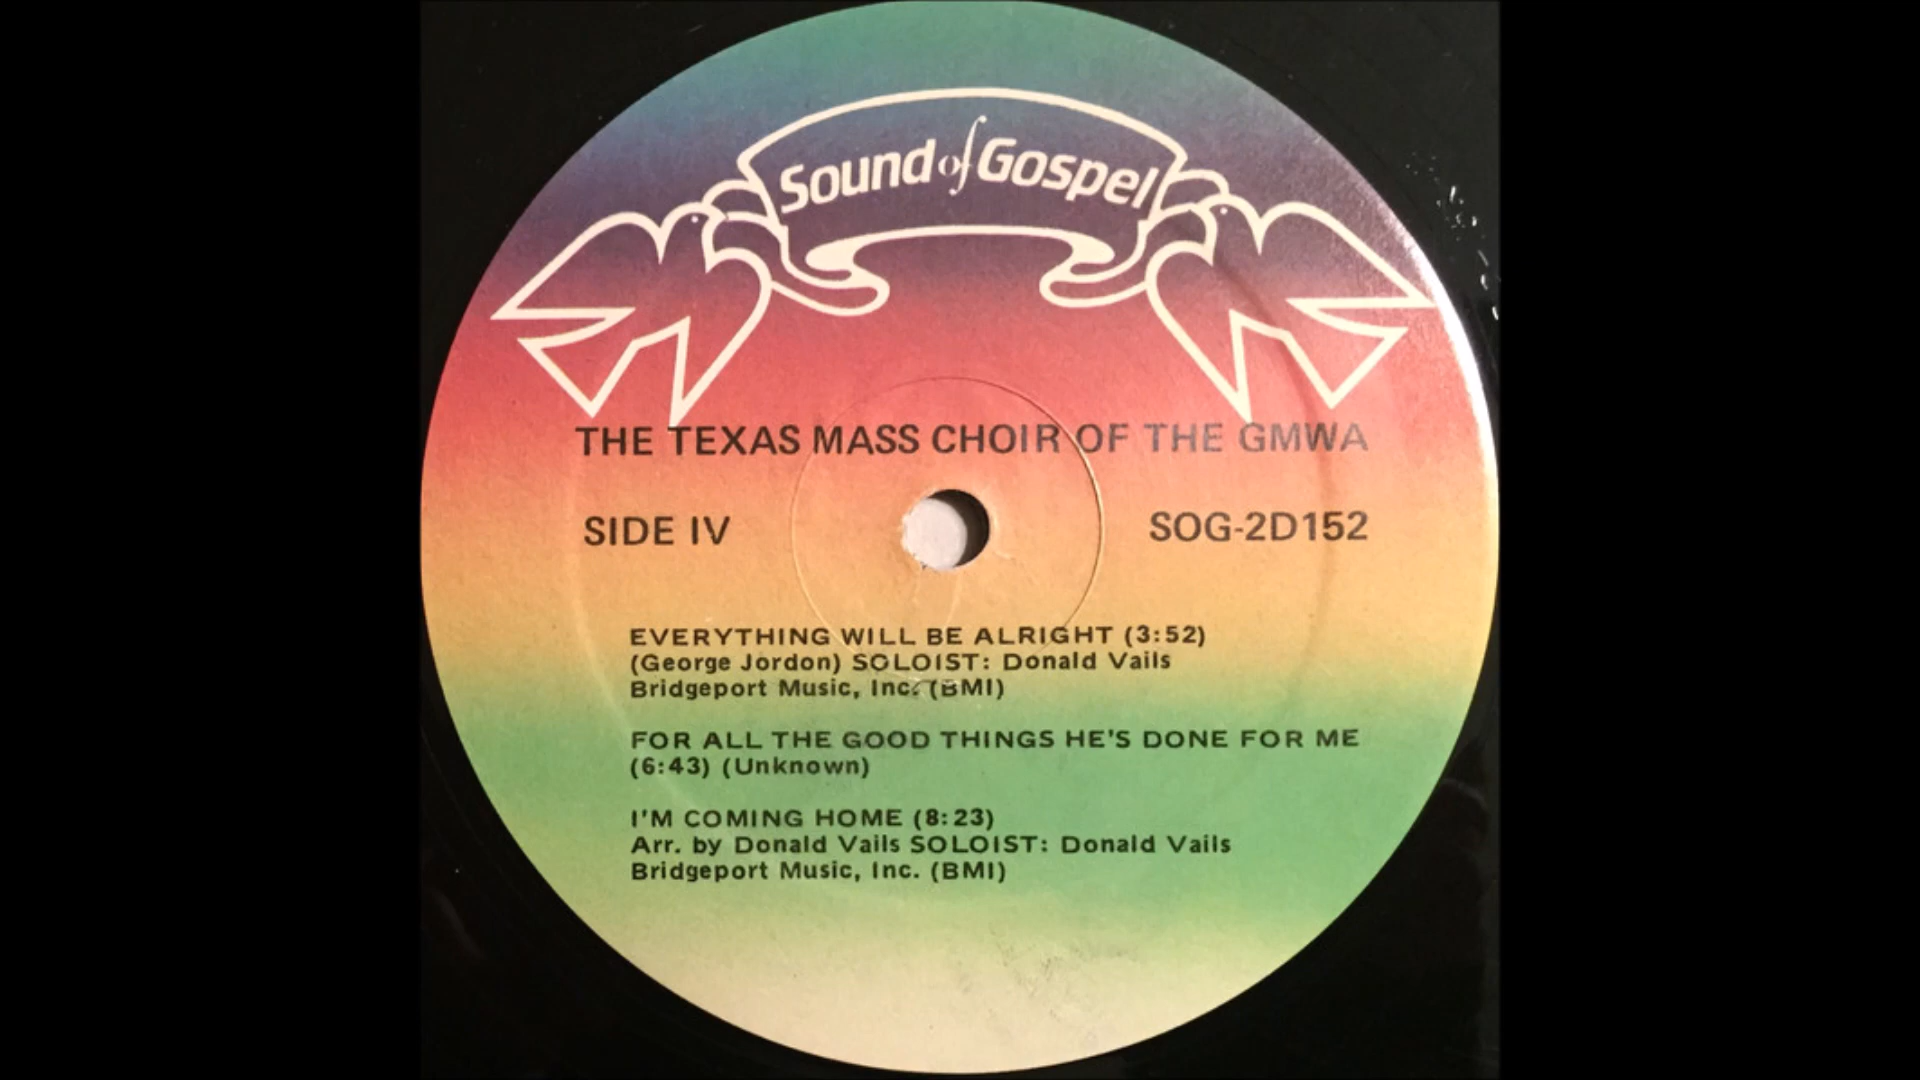 Sound of Gospel
THE TEXAS MASS CHOIR OF THE GMWA
SIDE IV
SOG-2D152
EVERYTHING WILL BE ALRIGHT (3:52)
(George Jordon) SOLOIST: Donald Vails
Bridgeport Music, Inc. (BMI)
FOR ALL THE GOOD THINGS HE'S DONE FOR ME
(6:43) (Unknown)
I'M COMING HOME (8:23)
Arr. by Donald Vails SOLOIST: Donald Vails
Bridgeport Music, Inc. (BMI)